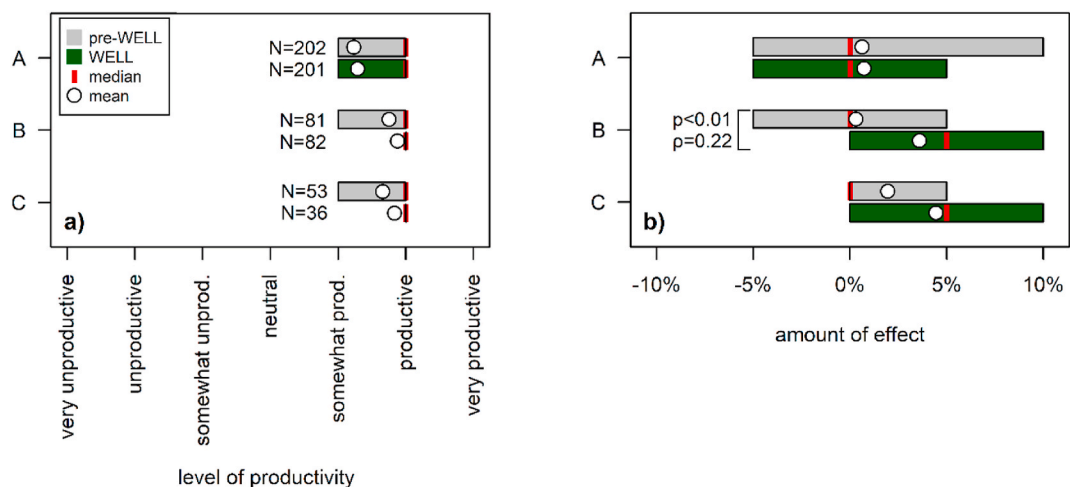 pre-WELL
WELL
median
mean
A
B
C
N=202
N=201
N=81
N=82
N=53
N=36
a)
very unproductive
unproductive
somewhat unprod.
neutral
somewhat prod.
productive
very productive
level of productivity
A
B
C
p<0.01
p=0.22
b)
-10%
-5%
0%
5%
10%
amount of effect